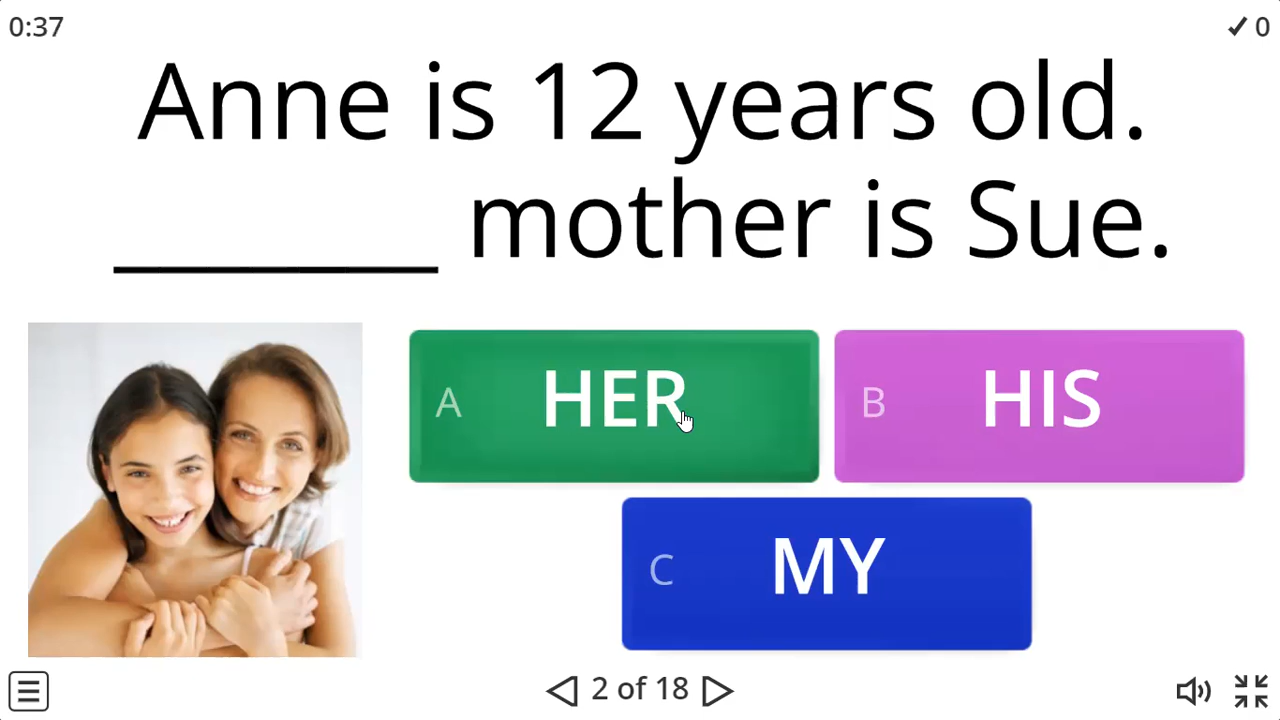 0:37
✓ 0
Anne is 12 years old.
________ mother is Sue.
A HER
B HIS
C MY
2 of 18